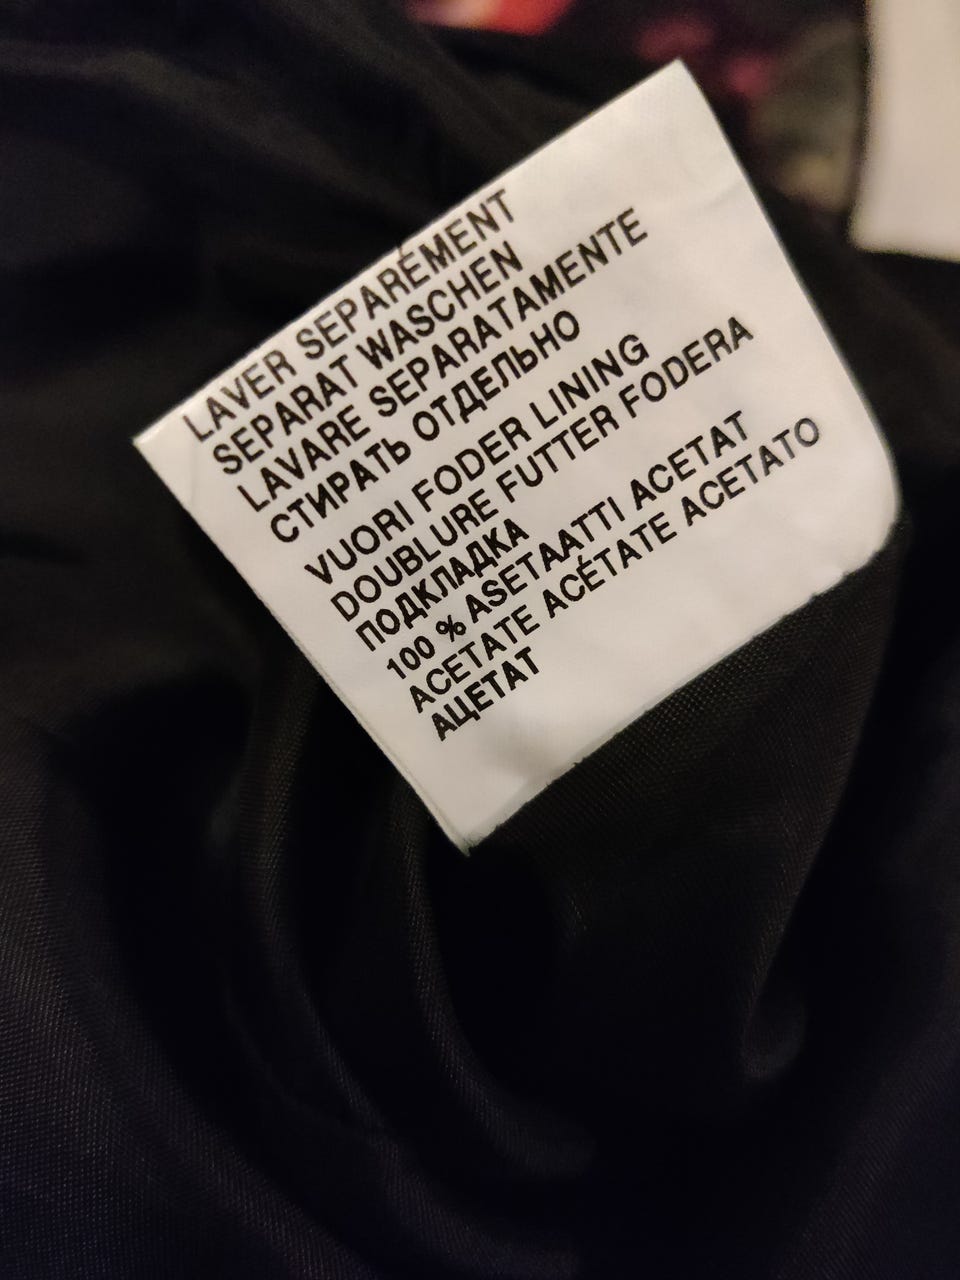 LAVER SEPARÉMENT
SEPARAT WASCHEN
LAVARE SEPARATAMENTE
СТИРАТЬ ОТДЕЛЬНО
VUORI FODER LINING
DOUBLURE FUTTER FODERA
ПОДКЛАДКА
100 % ASETAATTI ACETAT
ACETATE ACÉTATE ACETATO
АЦЕТАТ